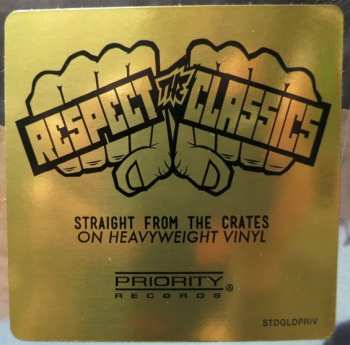 RESPECT THE CLASSICS
STRAIGHT FROM THE CRATES
ON HEAVYWEIGHT VINYL
PRIORITY
RECORDS ®
STDGLDPRIV